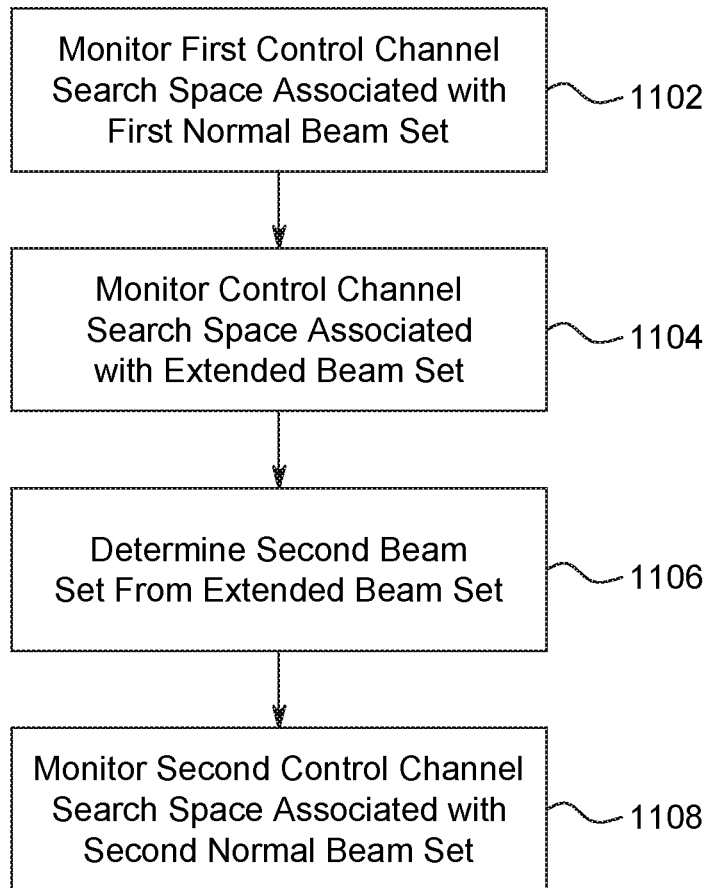 Monitor First Control Channel
Search Space Associated with
First Normal Beam Set
1102
Monitor Control Channel
Search Space Associated
with Extended Beam Set
1104
Determine Second Beam
Set From Extended Beam Set
1106
Monitor Second Control Channel
Search Space Associated with
Second Normal Beam Set
1108